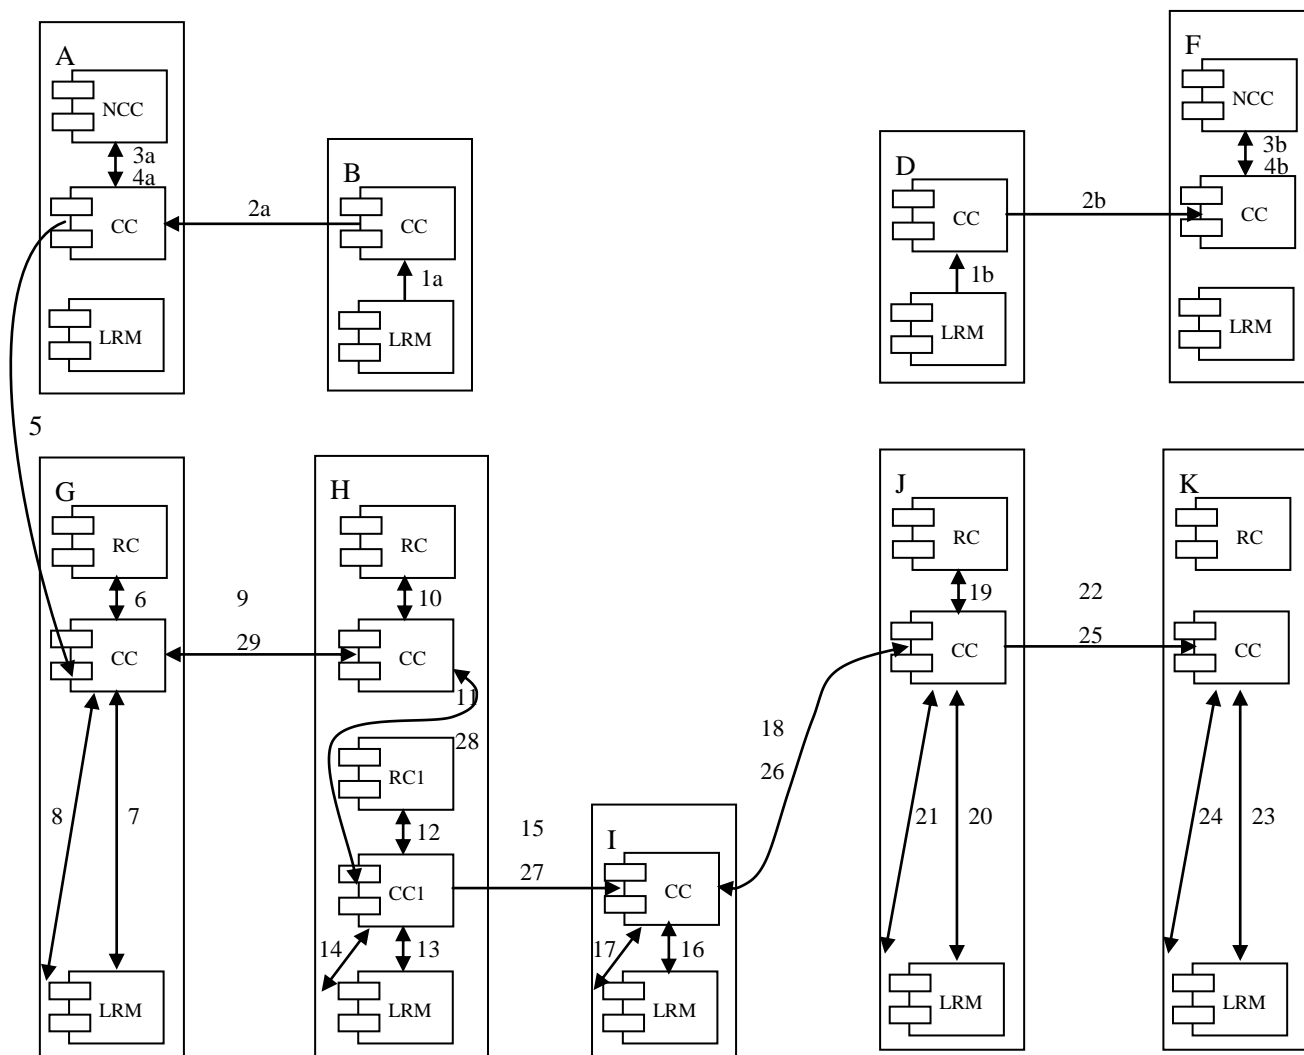 A
NCC
3a
4a
CC
LRM
B
2a
CC
1a
LRM
D
CC
1b
LRM
2b
F
NCC
3b
4b
CC
LRM
5
G
RC
6
CC
8
7
LRM
9
29
H
RC
10
CC
11
28
RC1
12
CC1
14
13
LRM
15
27
I
CC
17
16
LRM
18
26
J
RC
19
CC
21
20
LRM
22
25
K
RC
CC
24
23
LRM